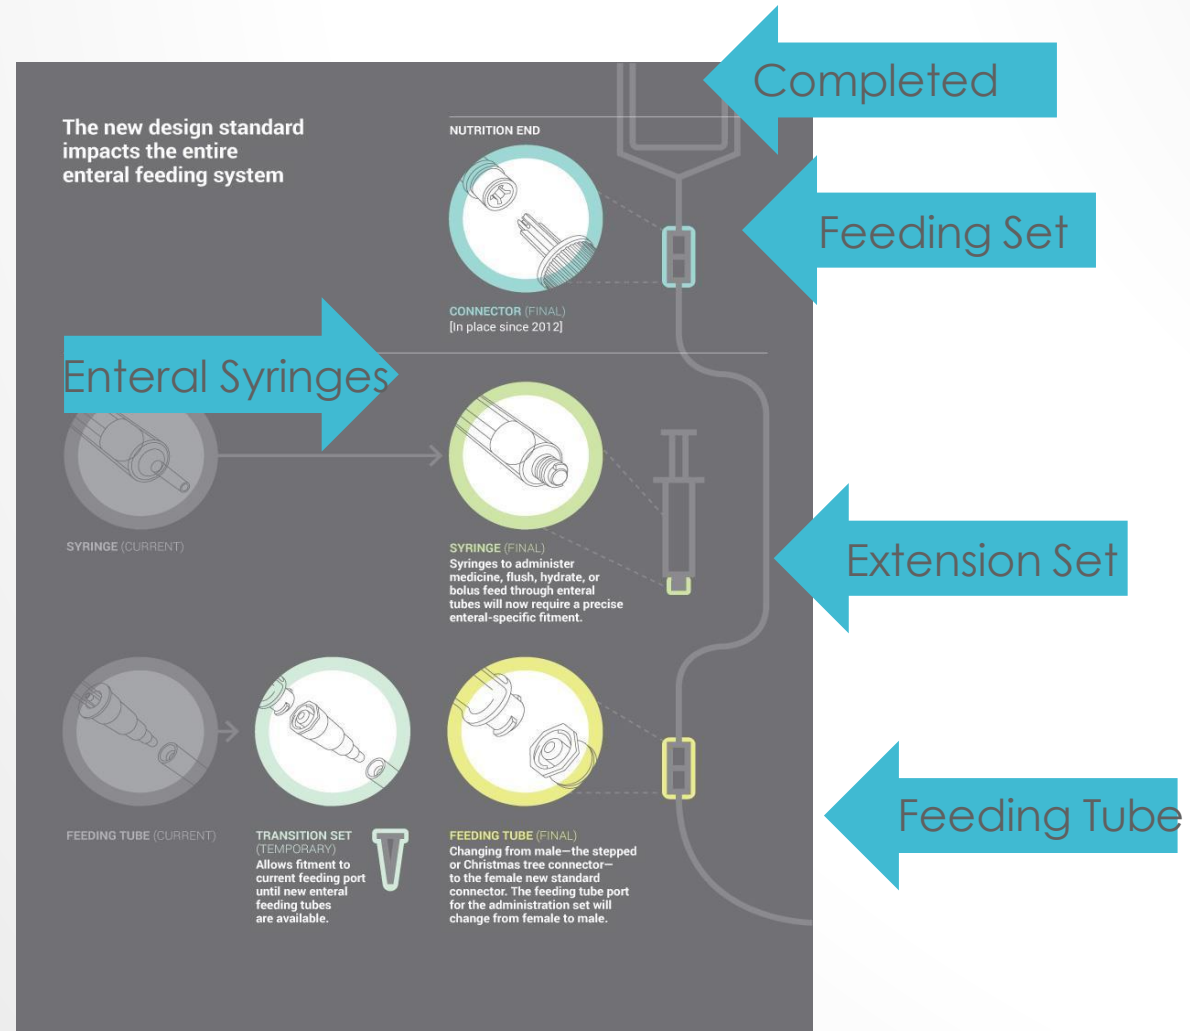 Completed
The new design standard
impacts the entire
enteral feeding system
NUTRITION END
Feeding Set
CONNECTOR (FINAL)
[In place since 2012]
Enteral Syringes
SYRINGE (CURRENT)
SYRINGE (FINAL)
Syringes to administer
medicine, flush, hydrate, or
bolus feed through enteral
tubes will now require a precise
enteral-specific fitment.
Extension Set
FEEDING TUBE (CURRENT)
TRANSITION SET
(TEMPORARY)
Allows fitment to
current feeding port
until new enteral
feeding tubes
are available.
FEEDING TUBE (FINAL)
Changing from male—the stepped
or Christmas tree connector—
to the female new standard
connector. The feeding tube port
for the administration set will
change from female to male.
Feeding Tube